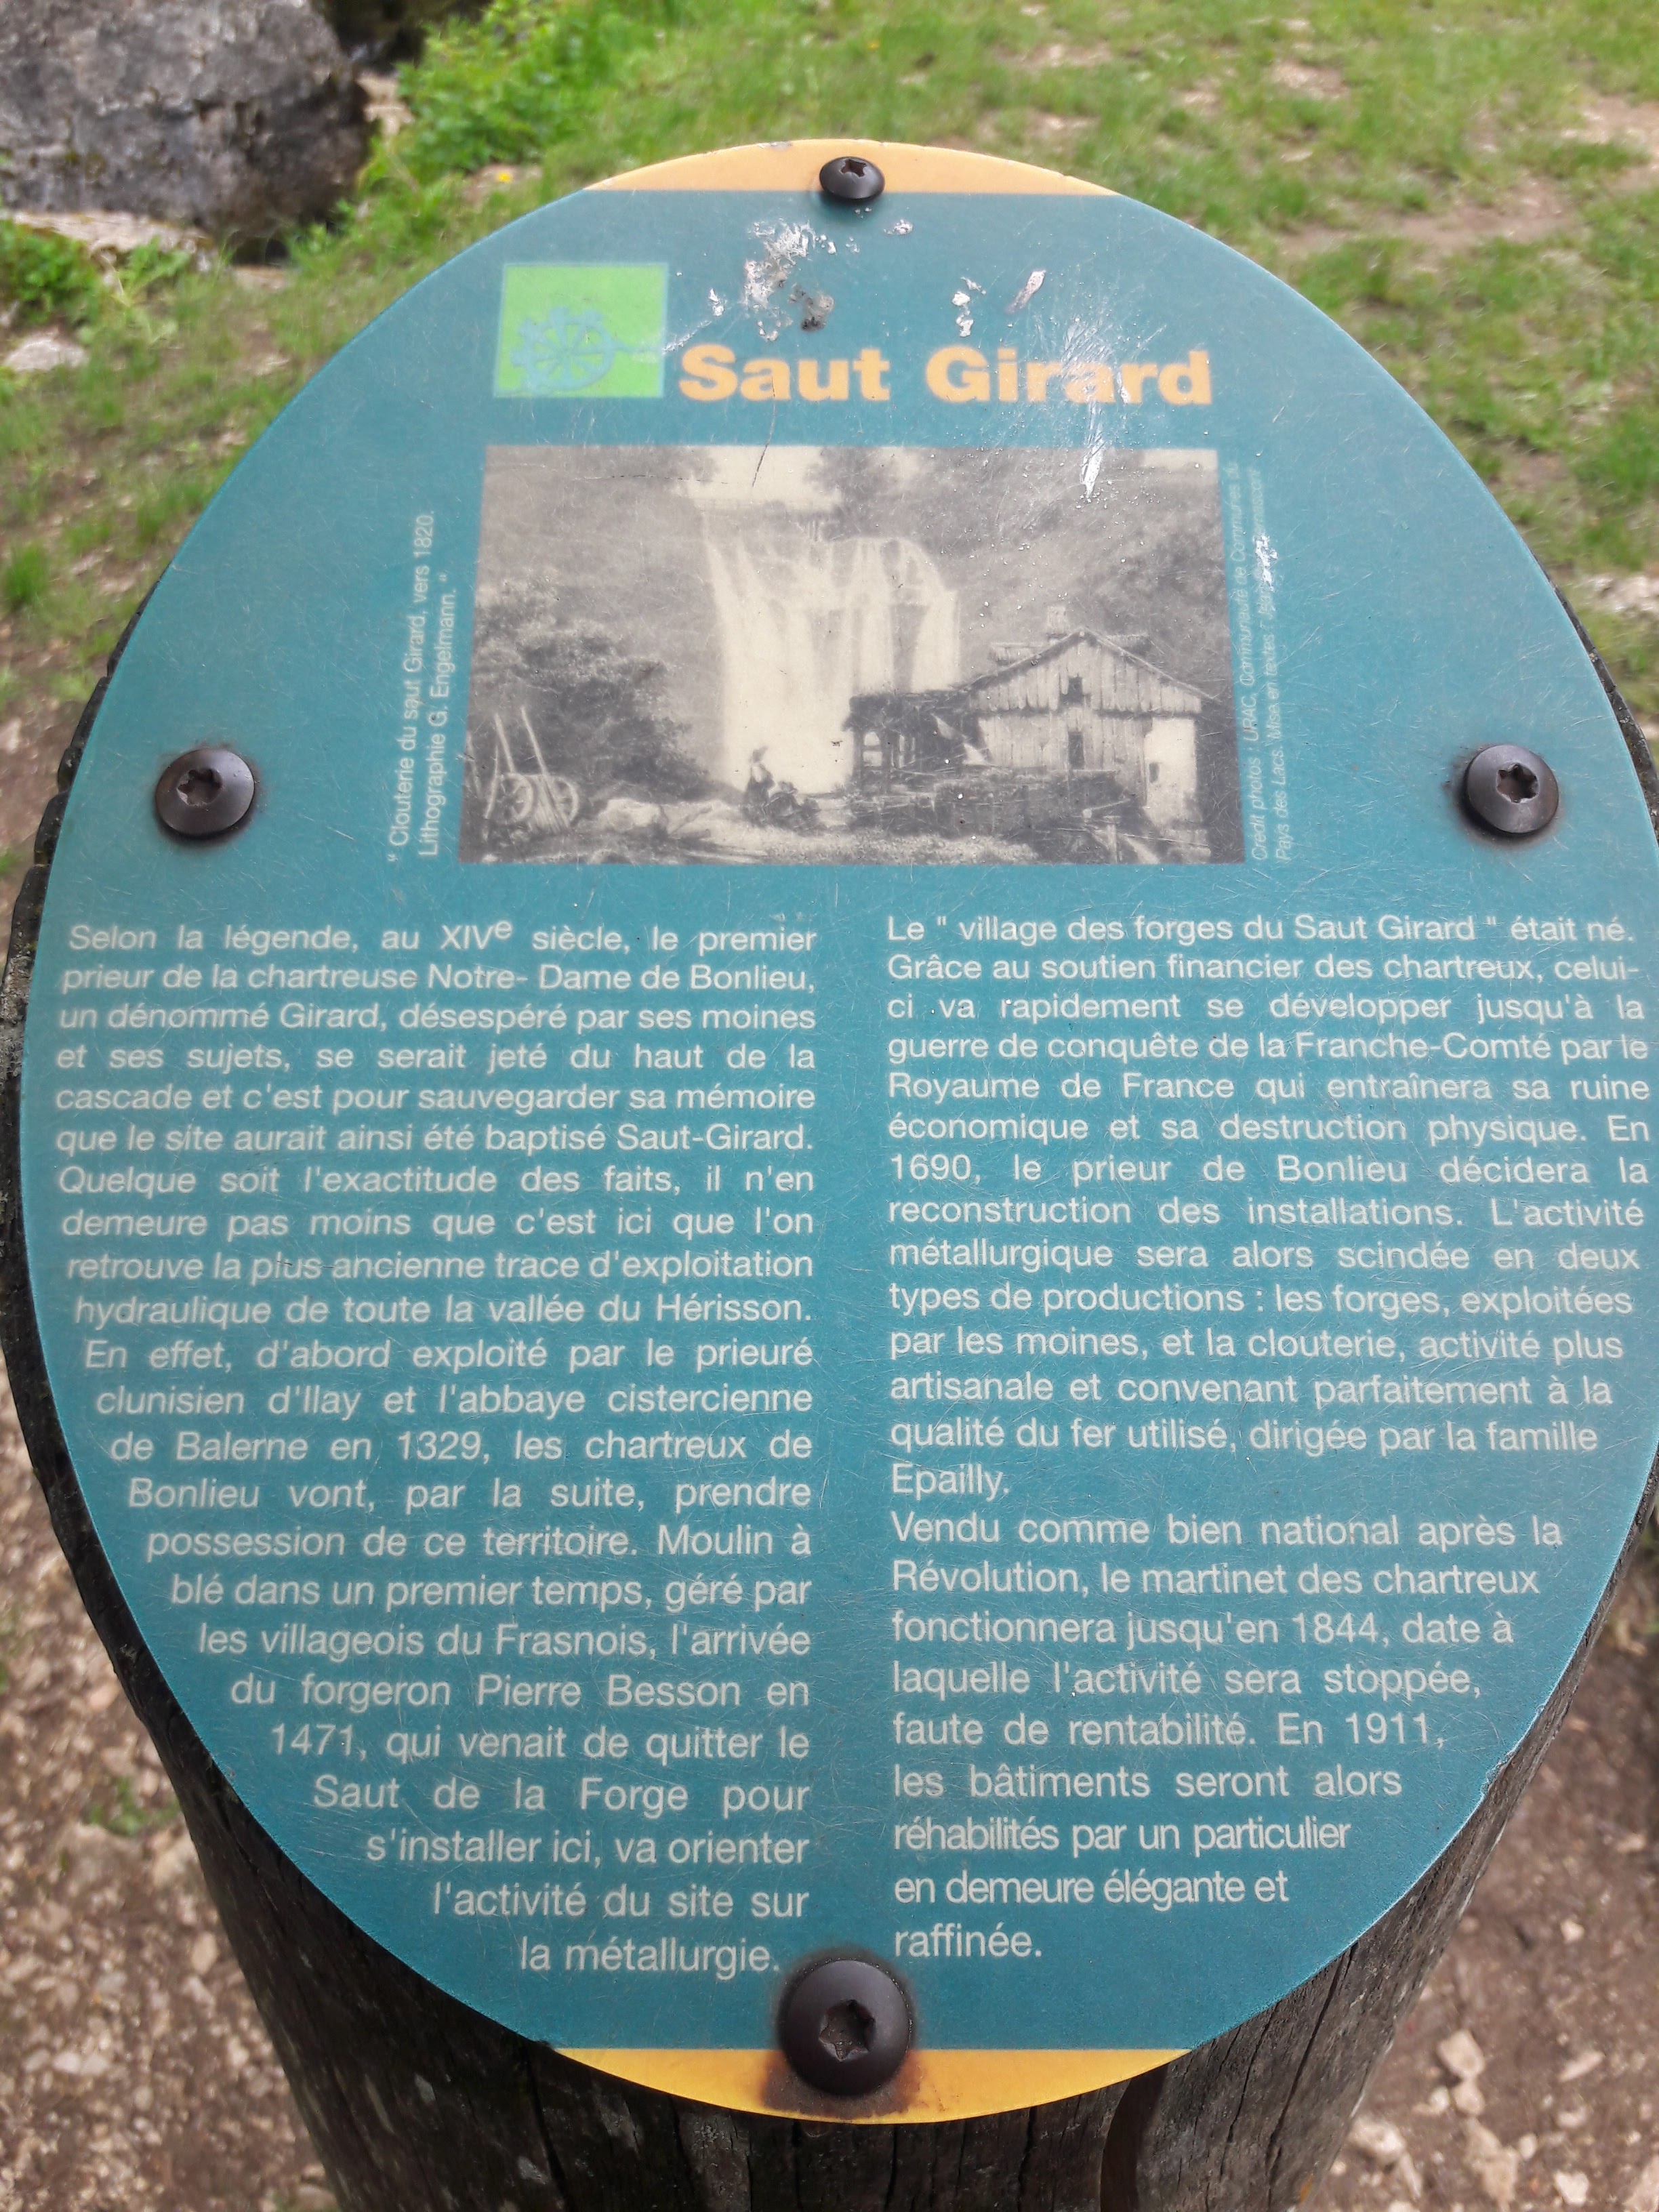 Saut Girard
" Clouterie du saut Girard, vers 1820.
Lithographie G. Engelmann. "
Crédit photos : URAC, Communauté de Communes du
Pays des Lacs. Mise en textes :
Selon la légende, au XIVe siècle, le premier
prieur de la chartreuse Notre- Dame de Bonlieu,
un dénommé Girard, désespéré par ses moines
et ses sujets, se serait jeté du haut de la
cascade et c'est pour sauvegarder sa mémoire
que le site aurait ainsi été baptisé Saut-Girard.
Quelque soit l'exactitude des faits, il n'en
demeure pas moins que c'est ici que l'on
retrouve la plus ancienne trace d'exploitation
hydraulique de toute la vallée du Hérisson.
En effet, d'abord exploité par le prieuré
clunisien d'Ilay et l'abbaye cistercienne
de Balerne en 1329, les chartreux de
Bonlieu vont, par la suite, prendre
possession de ce territoire. Moulin à
blé dans un premier temps, géré par
les villageois du Frasnois, l'arrivée
du forgeron Pierre Besson en
1471, qui venait de quitter le
Saut de la Forge pour
s'installer ici, va orienter
l'activité du site sur
la métallurgie.
Le " village des forges du Saut Girard " était né.
Grâce au soutien financier des chartreux, celui-
ci va rapidement se développer jusqu'à la
guerre de conquête de la Franche-Comté par le
Royaume de France qui entraînera sa ruine
économique et sa destruction physique. En
1690, le prieur de Bonlieu décidera la
reconstruction des installations. L'activité
métallurgique sera alors scindée en deux
types de productions : les forges, exploitées
par les moines, et la clouterie, activité plus
artisanale et convenant parfaitement à la
qualité du fer utilisé, dirigée par la famille
Epailly.
Vendu comme bien national après la
Révolution, le martinet des chartreux
fonctionnera jusqu'en 1844, date à
laquelle l'activité sera stoppée,
faute de rentabilité. En 1911,
les bâtiments seront alors
réhabilités par un particulier
en demeure élégante et
raffinée.